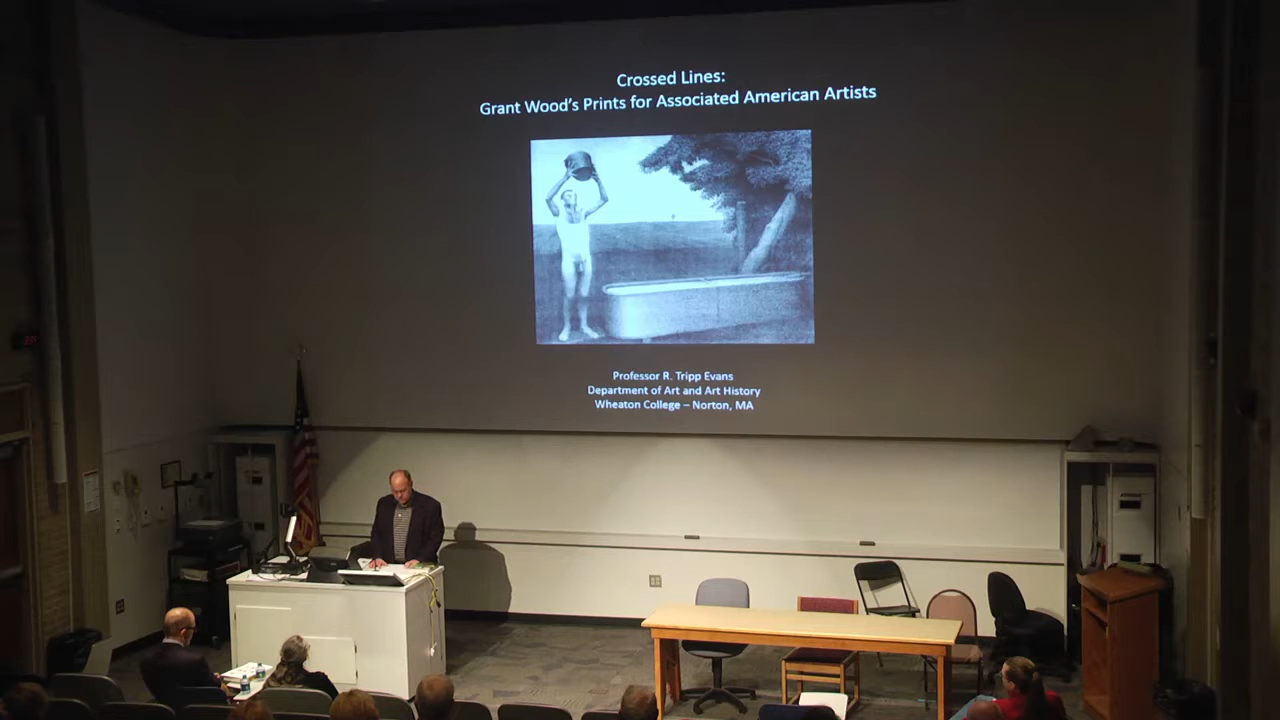 Crossed Lines:
Grant Wood's Prints for Associated American Artists
Professor R. Tripp Evans
Department of Art and Art History
Wheaton College – Norton, MA